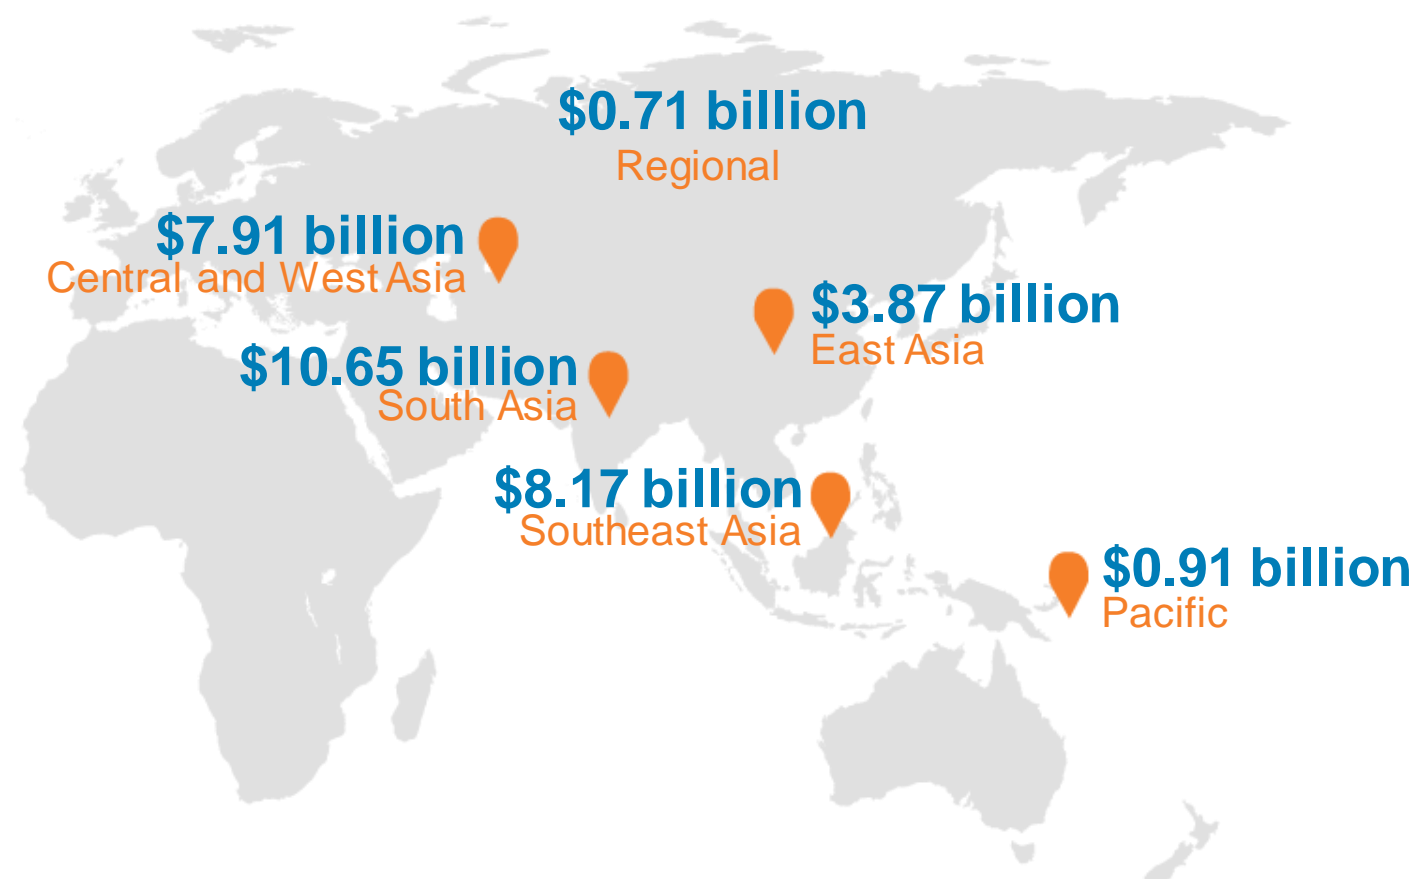 $0.71 billion
Regional
$7.91 billion
Central and West Asia
$3.87 billion
East Asia
$10.65 billion
South Asia
$8.17 billion
Southeast Asia
$0.91 billion
Pacific